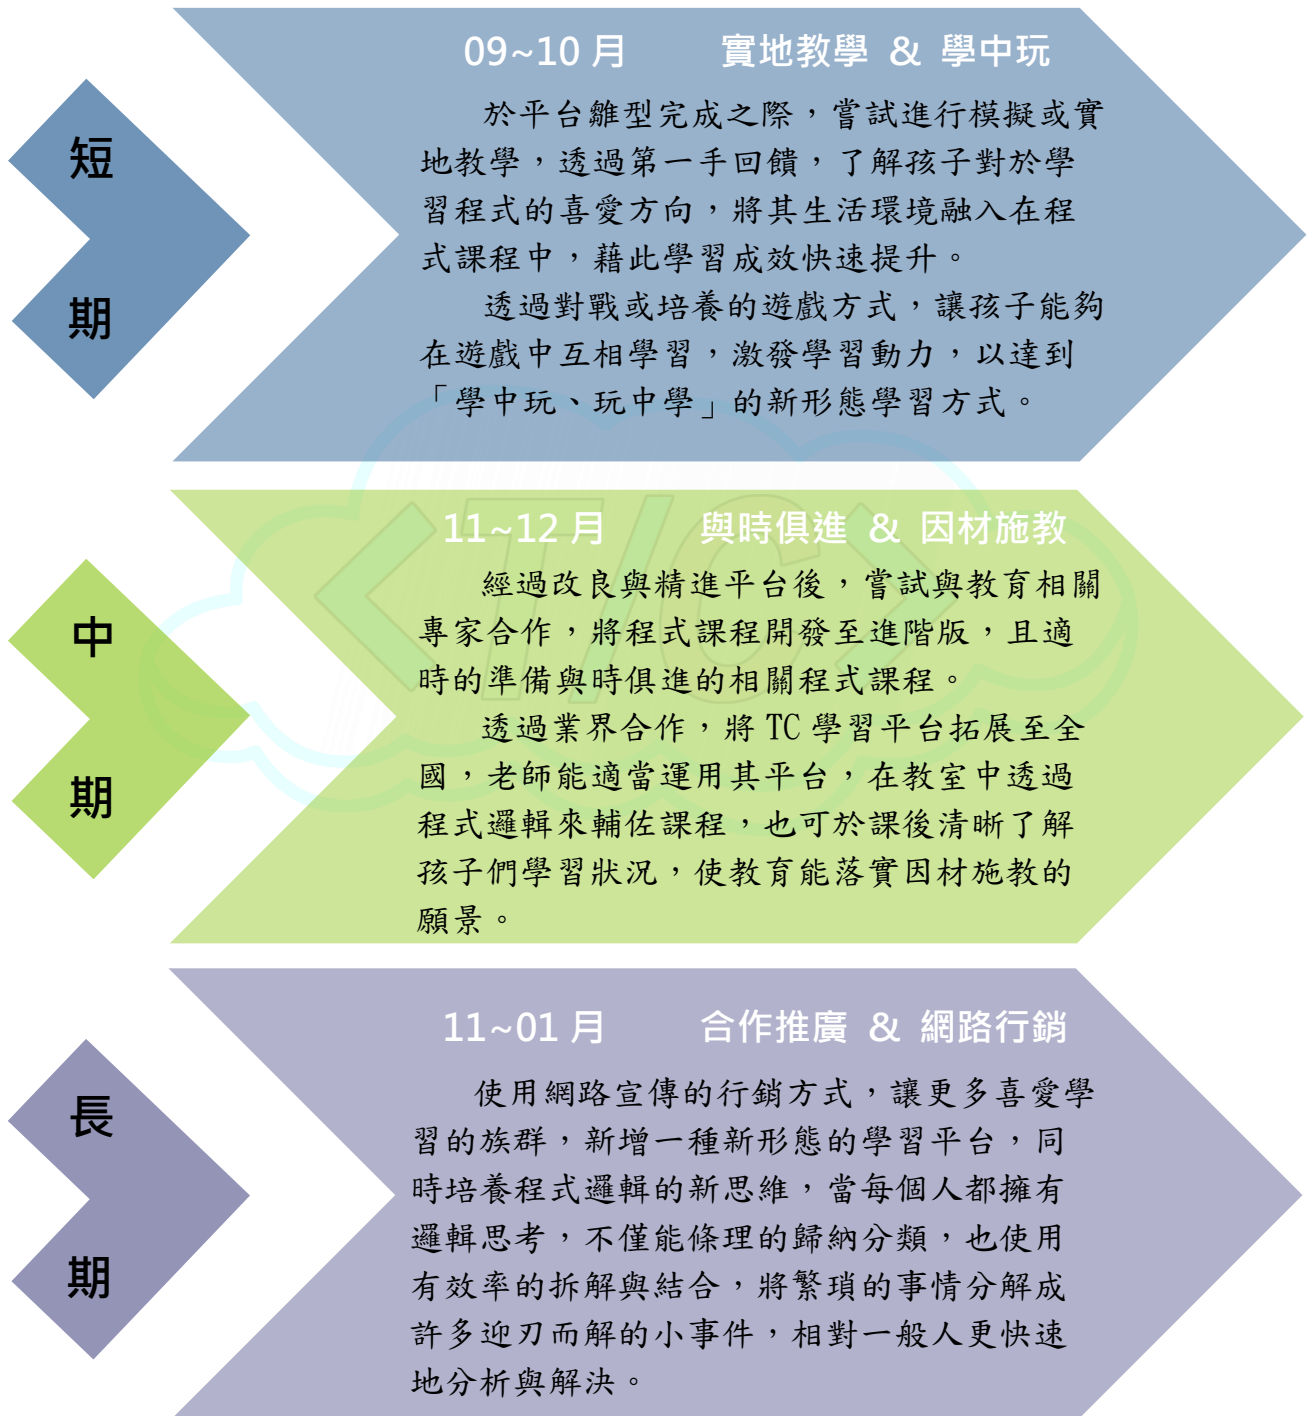 短
期
09~10 月 實地教學 & 學中玩
於平台雛型完成之際，嘗試進行模擬或實
地教學，透過第一手回饋，了解孩子對於學
習程式的喜愛方向，將其生活環境融入在程
式課程中，藉此學習成效快速提升。
透過對戰或培養的遊戲方式，讓孩子能夠
在遊戲中互相學習，激發學習動力，以達到
「學中玩、玩中學」的新形態學習方式。
中
期
11~12 月 與時俱進 & 因材施教
經過改良與精進平台後，嘗試與教育相關
專家合作，將程式課程開發至進階版，且適
時的準備與時俱進的相關程式課程。
透過業界合作，將 TC 學習平台拓展至全
國，老師能適當運用其平台，在教室中透過
程式邏輯來輔佐課程，也可於課後清晰了解
孩子們學習狀況，使教育能落實因材施教的
願景。
<T/C>
長
期
11~01 月 合作推廣 & 網路行銷
使用網路宣傳的行銷方式，讓更多喜愛學
習的族群，新增一種新形態的學習平台，同
時培養程式邏輯的新思維，當每個人都擁有
邏輯思考，不僅能條理的歸納分類，也使用
有效率的拆解與結合，將繁瑣的事情分解成
許多迎刃而解的小事件，相對一般人更快速
地分析與解決。